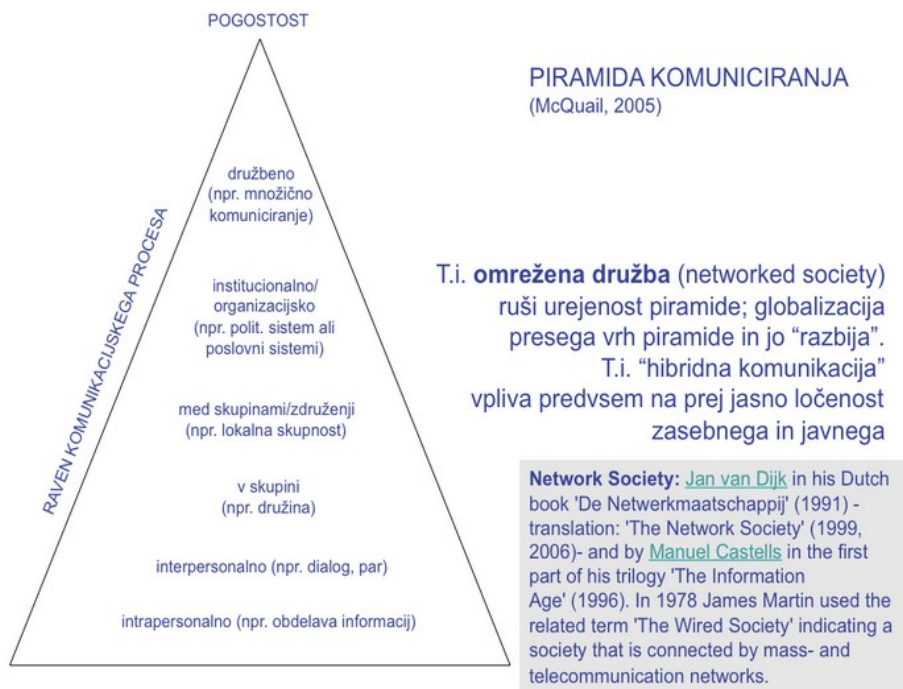 POGOSTOST
RAVEN KOMUNIKACIJSKEGA PROCESA
družbeno
(npr. množično
komuniciranje)
institucionalno/
organizacijsko
(npr. polit. sistem ali
poslovni sistemi)
med skupinami/združenji
(npr. lokalna skupnost)
v skupini
(npr. družina)
interpersonalno (npr. dialog, par)
intrapersonalno (npr. obdelava informacij)
PIRAMIDA KOMUNICIRANJA
(McQuail, 2005)
T.i. omrežena družba (networked society)
ruši urejenost piramide; globalizacija
presega vrh piramide in jo “razbija”.
T.i. “hibridna komunikacija”
vpliva predvsem na prej jasno ločenost
zasebnega in javnega
Network Society: Jan van Dijk in his Dutch
book 'De Netwerkmaatschappij' (1991) -
translation: 'The Network Society' (1999,
2006)- and by Manuel Castells in the first
part of his trilogy 'The Information
Age' (1996). In 1978 James Martin used the
related term 'The Wired Society' indicating a
society that is connected by mass- and
telecommunication networks.